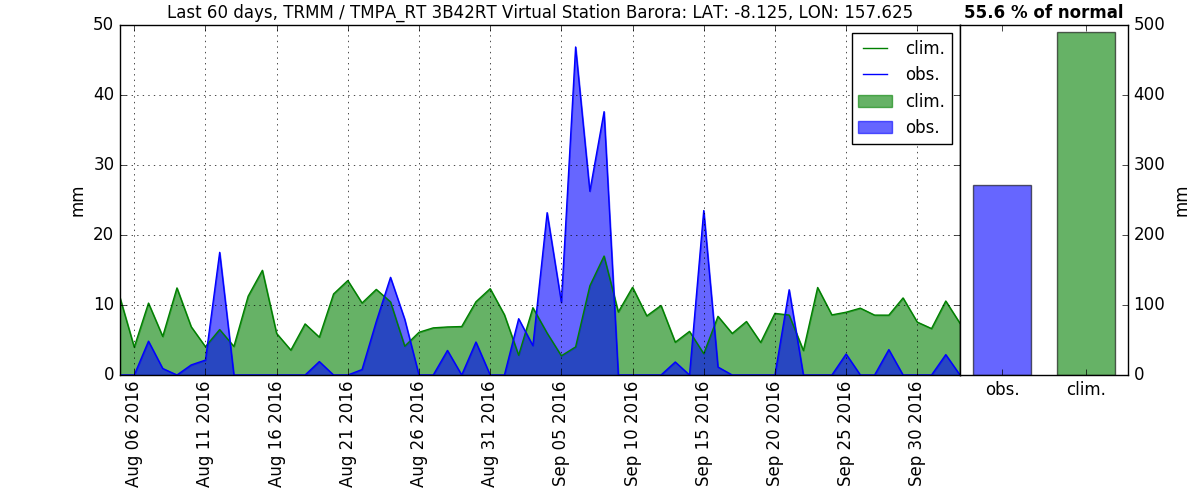 Last 60 days, TRMM / TMPA_RT 3B42RT Virtual Station Barora: LAT: -8.125, LON: 157.625
55.6 % of normal
50
40
30
20
10
0
mm
clim.
obs.
clim.
obs.
Aug 06 2016
Aug 11 2016
Aug 16 2016
Aug 21 2016
Aug 26 2016
Aug 31 2016
Sep 05 2016
Sep 10 2016
Sep 15 2016
Sep 20 2016
Sep 25 2016
Sep 30 2016
500
400
300
200
100
0
mm
obs.
clim.